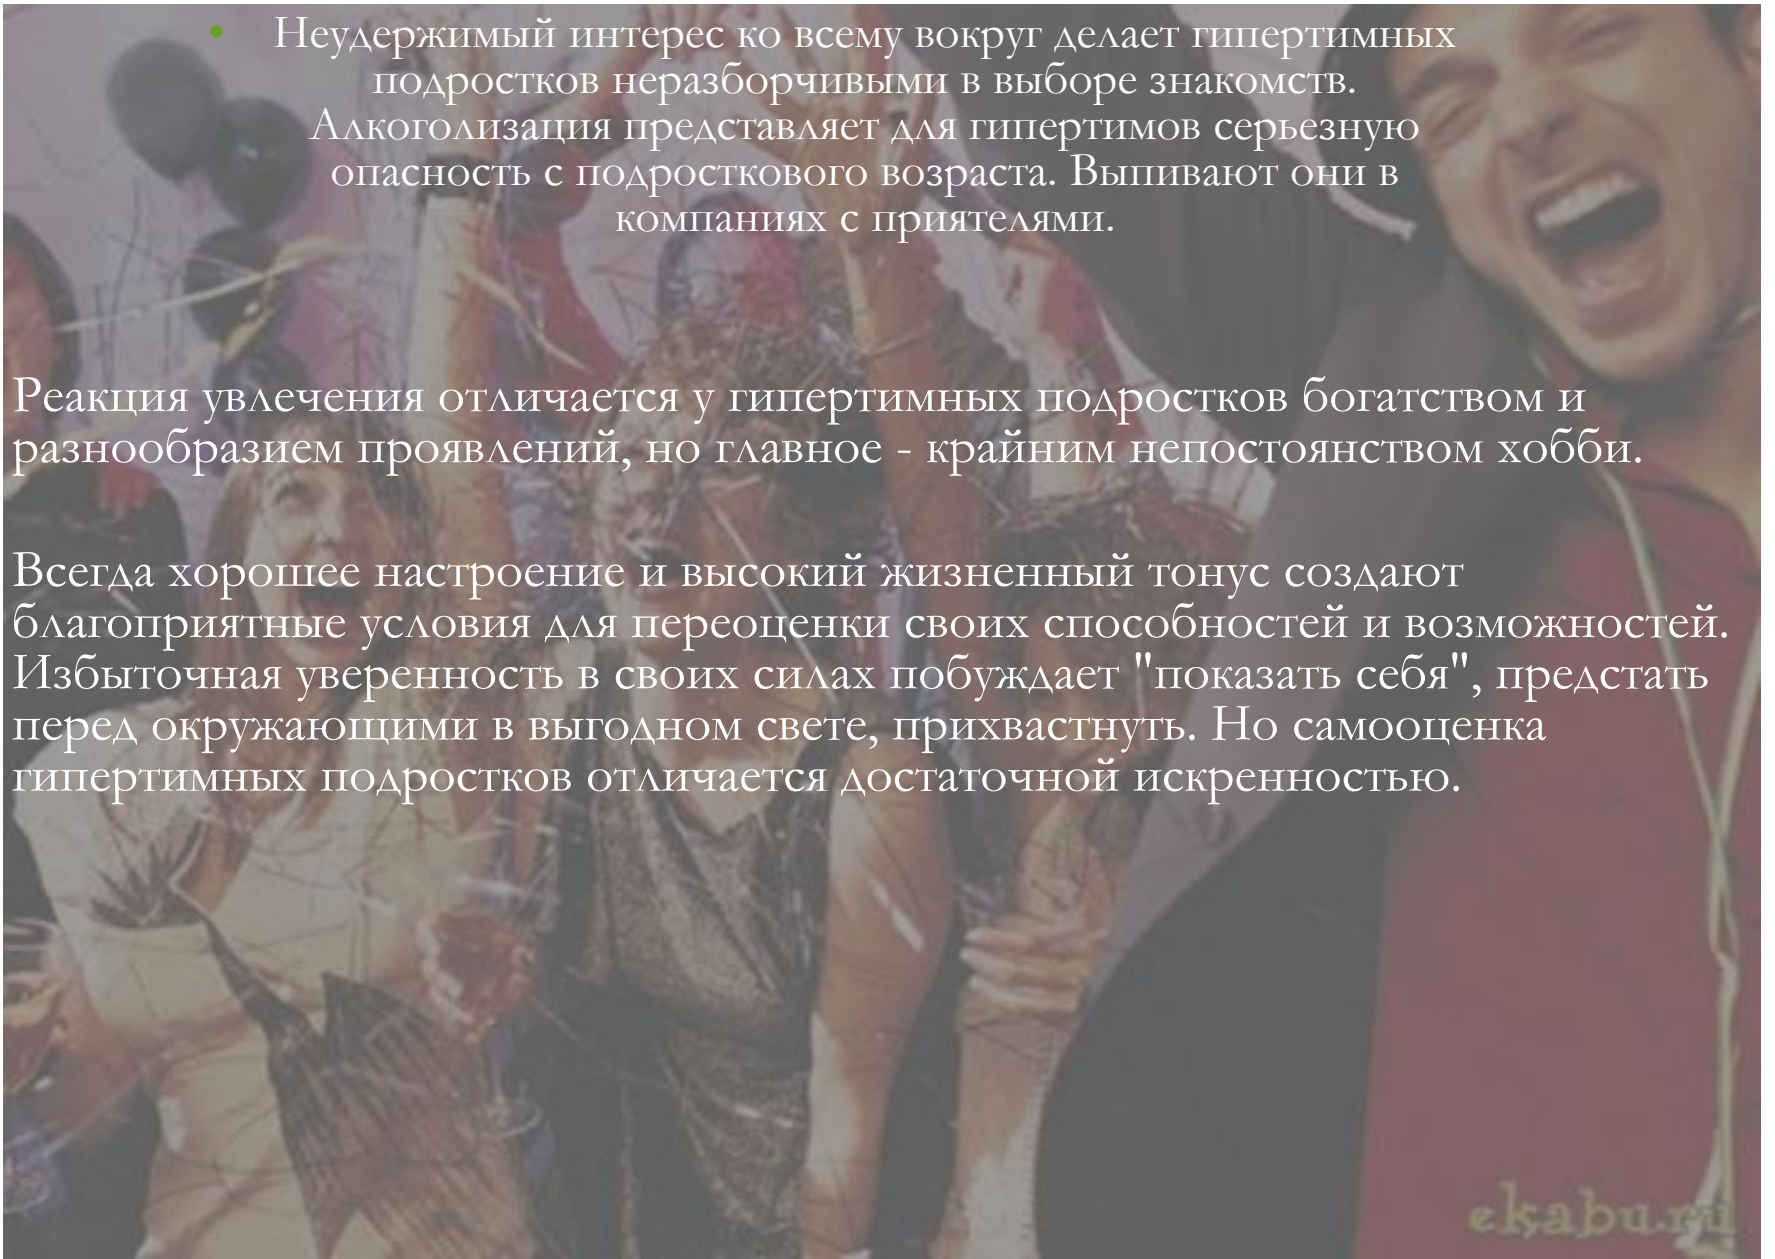 • Неудержимый интерес ко всему вокруг делает гипертимных
подростков неразборчивыми в выборе знакомств.
Алкоголизация представляет для гипертимов серьезную
опасность с подросткового возраста. Выпивают они в
компаниях с приятелями.
Реакция увлечения отличается у гипертимных подростков богатством и
разнообразием проявлений, но главное - крайним непостоянством хобби.
Всегда хорошее настроение и высокий жизненный тонус создают
благоприятные условия для переоценки своих способностей и возможностей.
Избыточная уверенность в своих силах побуждает "показать себя", предстать
перед окружающими в выгодном свете, прихвастнуть. Но самооценка
гипертимных подростков отличается достаточной искренностью.
ekabu.ru